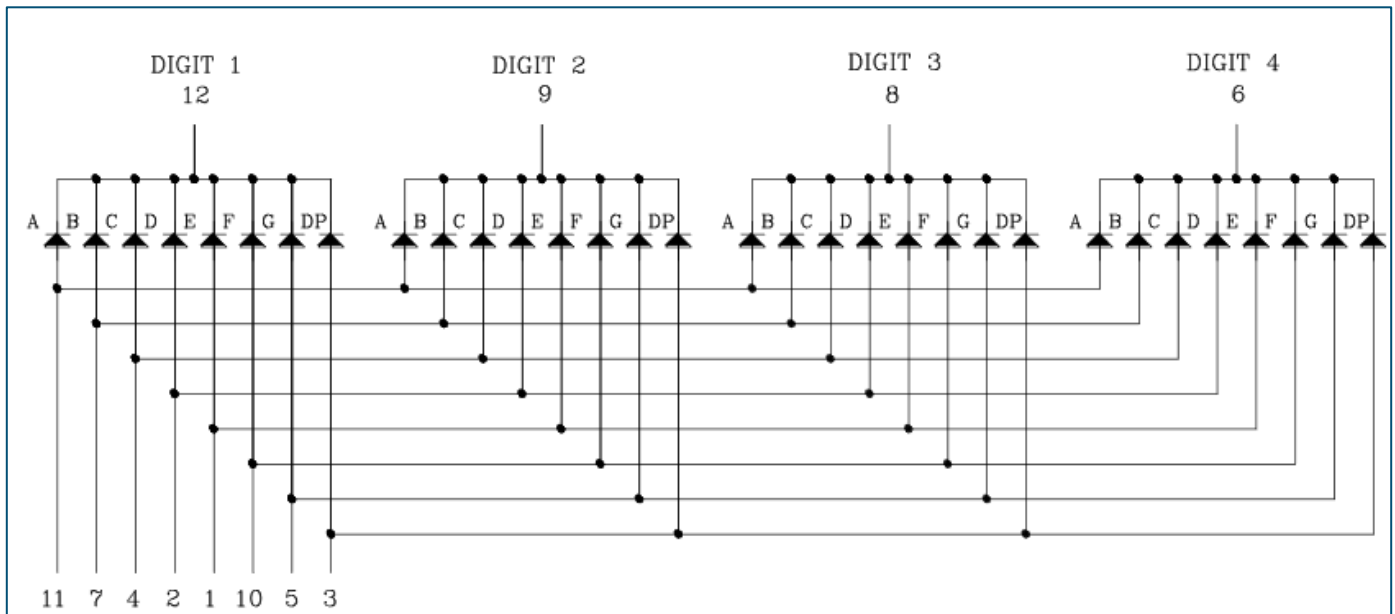 DIGIT 1 DIGIT 2 DIGIT 3 DIGIT 4
12 9 8 6
A B C D E F G DP A B C D E F G DP A B C D E F G DP A B C D E F G DP
11 7 4 2 1 10 5 3